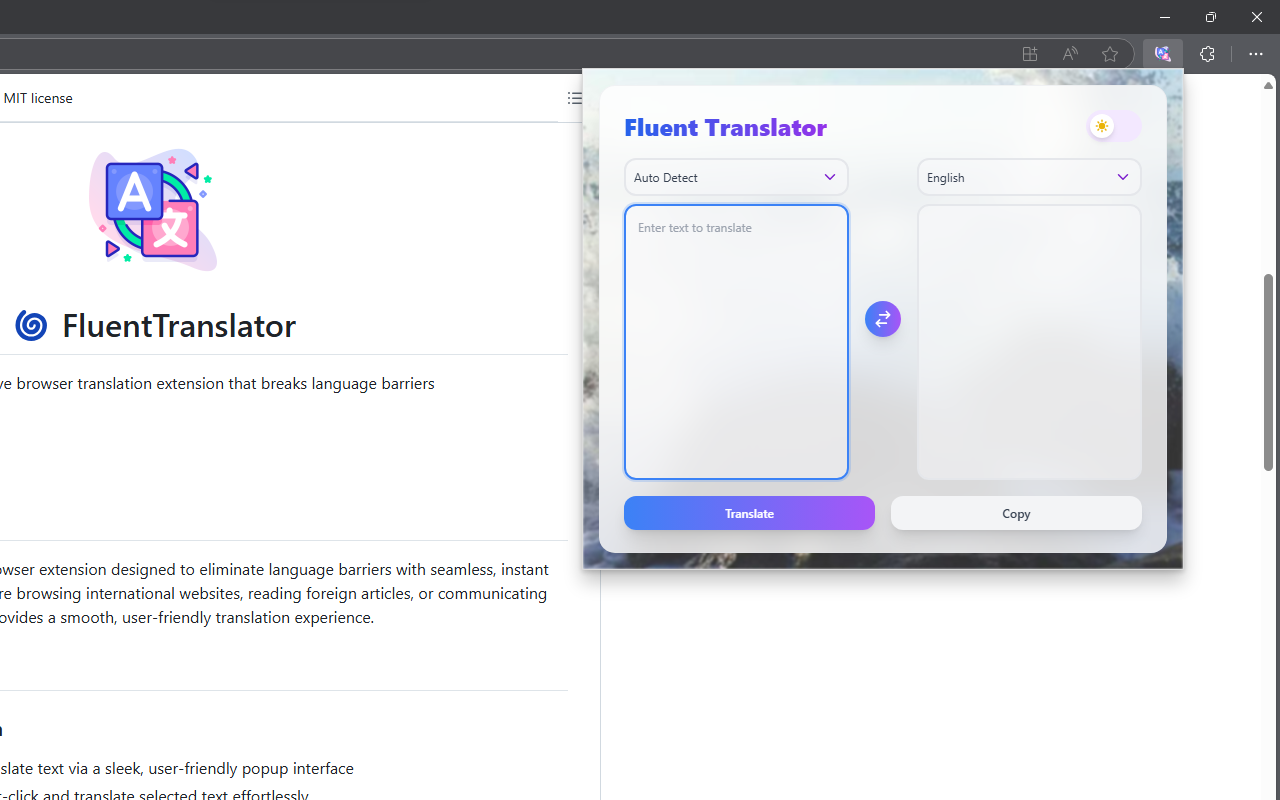 MIT license
A
文
FluentTranslator
ve browser translation extension that breaks language barriers
owser extension designed to eliminate language barriers with seamless, instant
re browsing international websites, reading foreign articles, or communicating
ovides a smooth, user-friendly translation experience.
slate text via a sleek, user-friendly popup interface
-click and translate selected text effortlessly
Fluent Translator
Auto Detect
English
Enter text to translate
Translate
Copy